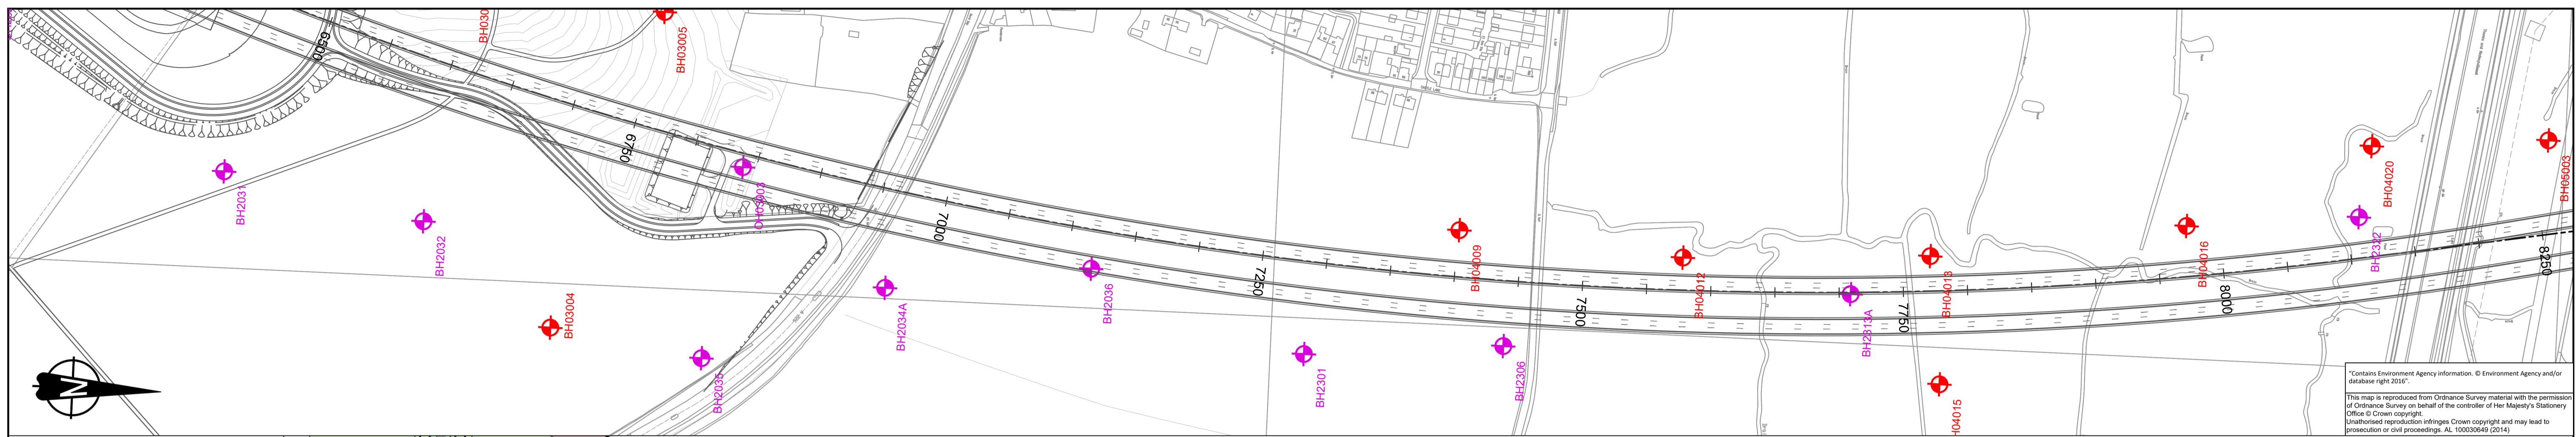 6500
BH030
BH03005
6750
BH2031
BH2032
BH03004
BH2035
BH2034A
7000
BH2036
7250
BH2301
BH04009
BH2306
7500
BH04012
BH2313A
7750
BH04013
H04015
BH04016
8000
BH04020
BH2322
8250
BH05003
N
"Contains Environment Agency information. © Environment Agency and/or
database right 2016".
This map is reproduced from Ordnance Survey material with the permission
of Ordnance Survey on behalf of the controller of Her Majesty's Stationery
Office © Crown copyright.
Unathorised reproduction infringes Crown copyright and may lead to
prosecution or civil proceedings. AL 100030649 (2014)